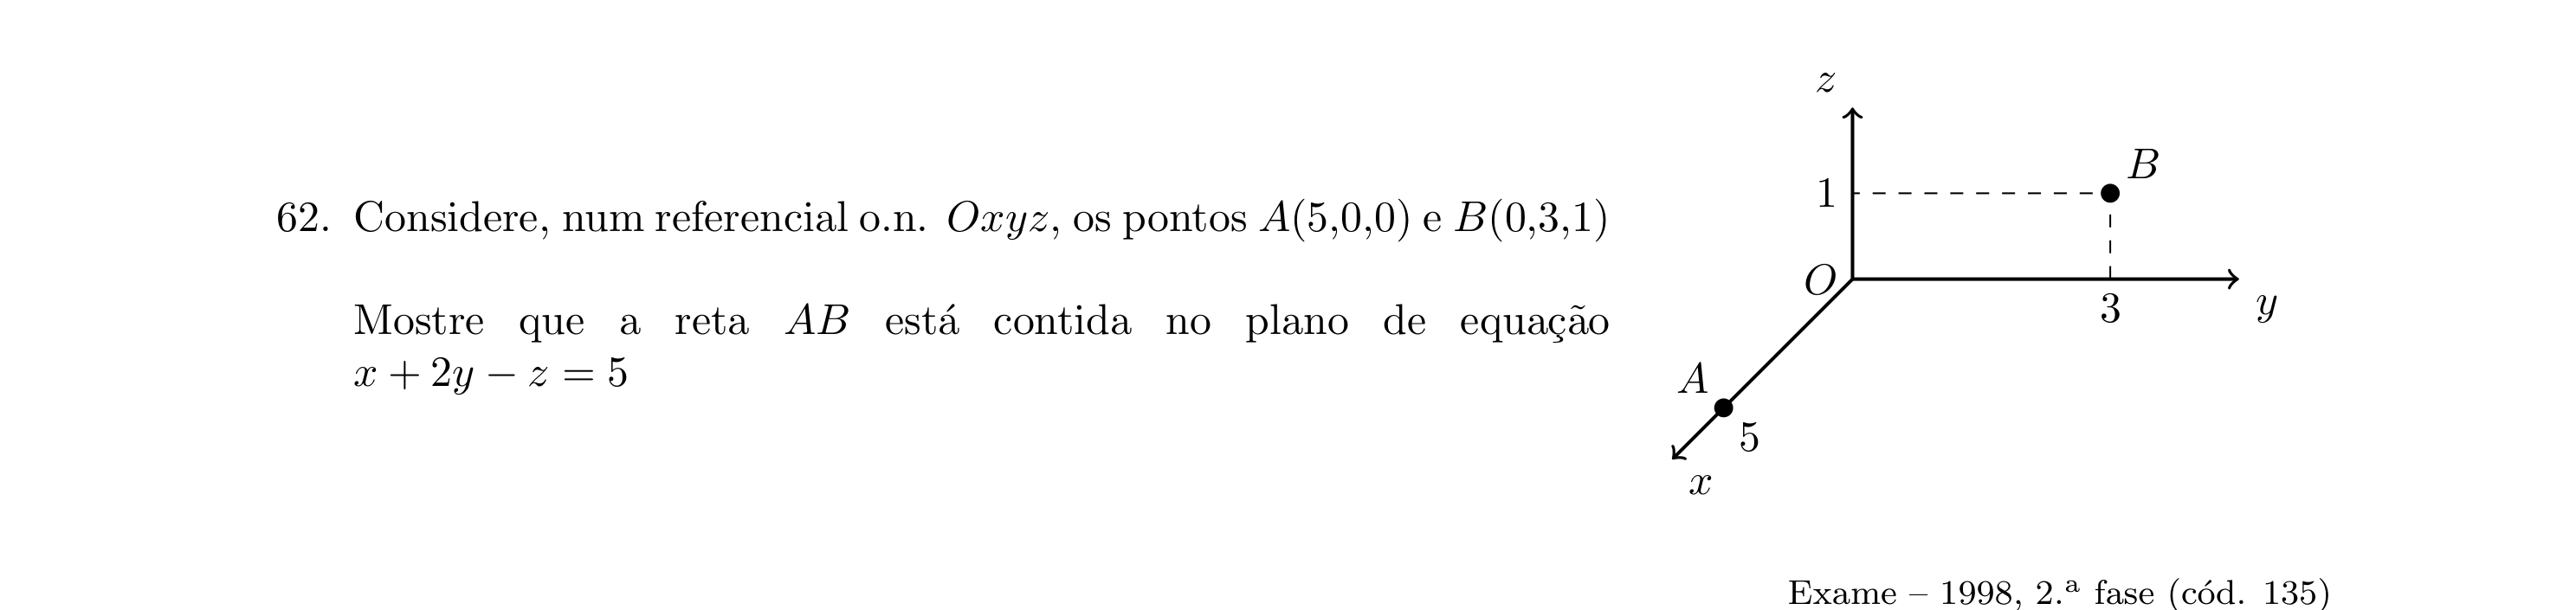 62. Considere, num referencial o.n. Oxyz, os pontos A(5,0,0) e B(0,3,1)
Mostre que a reta AB está contida no plano de equação
x + 2y − z = 5
z
B
1
O
3
y
A
5
x
Exame – 1998, 2.ª fase (cód. 135)